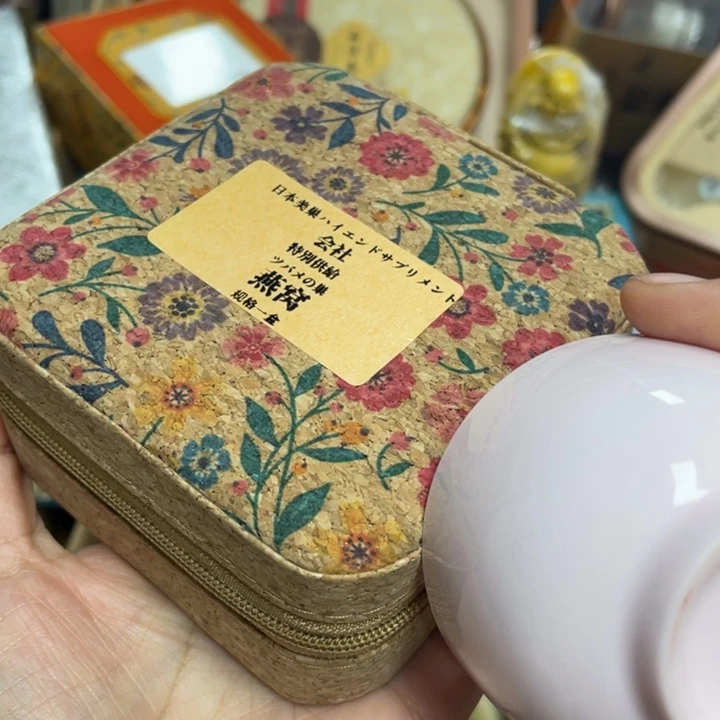 日本美巣ハイエンドサプリメント
会社
特別供給
ツバメの巣
燕窝
規格一盒